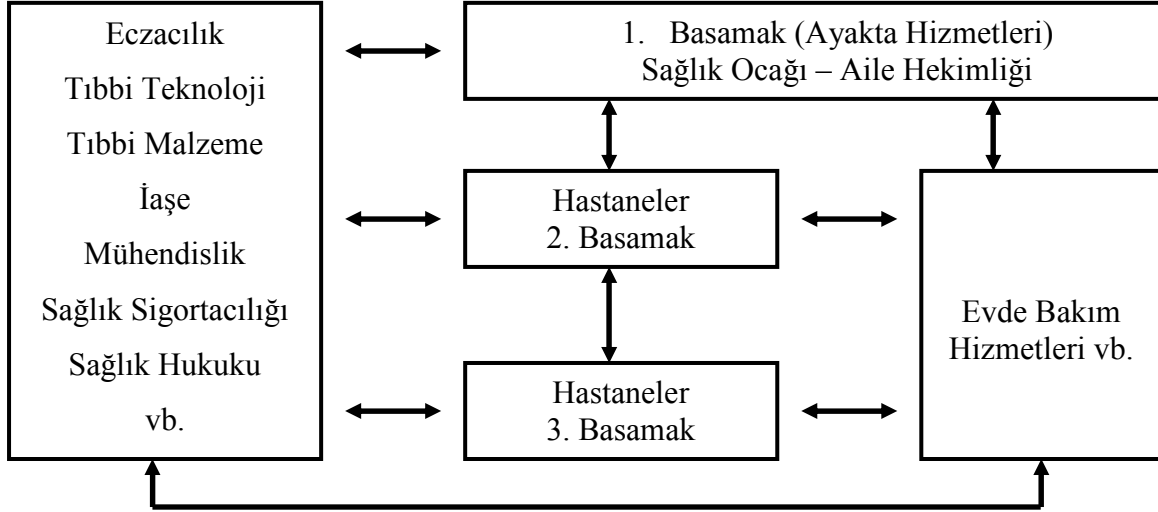 Eczacılık
Tıbbi Teknoloji
Tıbbi Malzeme
İaşe
Mühendislik
Sağlık Sigortacılığı
Sağlık Hukuku
vb.
1. Basamak (Ayakta Hizmetleri)
Sağlık Ocağı – Aile Hekimliği
Hastaneler
2. Basamak
Hastaneler
3. Basamak
Evde Bakım
Hizmetleri vb.